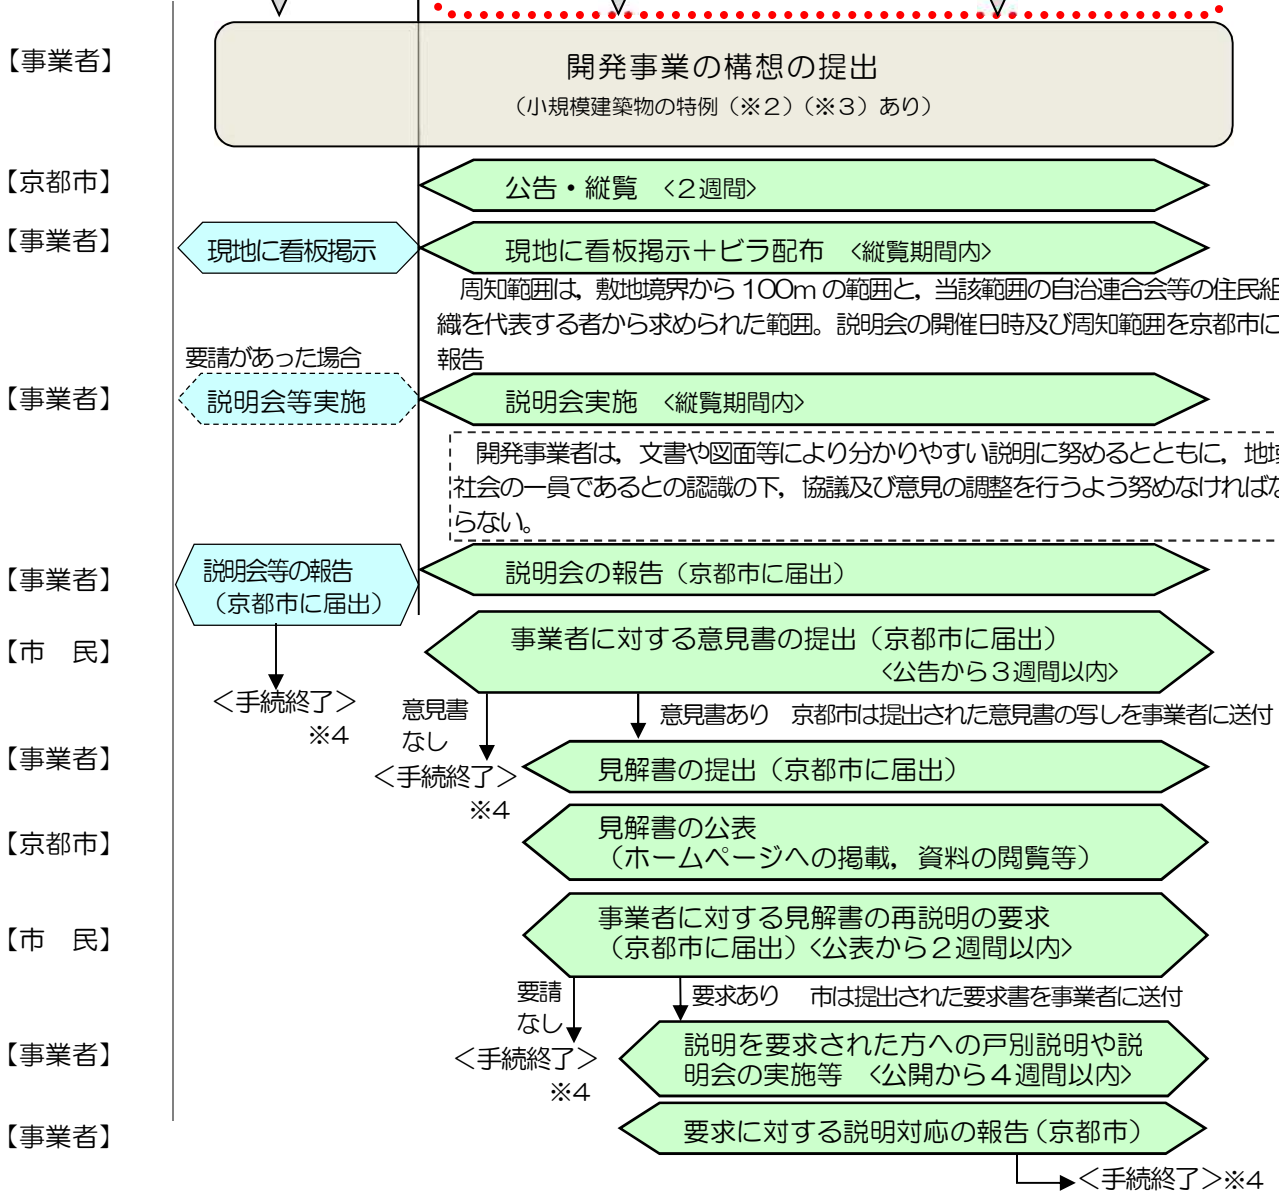 【事業者】
開発事業の構想の提出
（小規模建築物の特例（※２）（※３）あり）
【京都市】
公告・縦覧　<２週間>
【事業者】
現地に看板掲示
現地に看板掲示＋ビラ配布　<縦覧期間内>
周知範囲は，敷地境界から100mの範囲と，当該範囲の自治連合会等の住民組
織を代表する者から求められた範囲。説明会の開催日時及び周知範囲を京都市に
報告
要請があった場合
【事業者】
説明会等実施
説明会実施　<縦覧期間内>
開発事業者は，文書や図面等により分かりやすい説明に努めるとともに，地域
社会の一員であるとの認識の下，協議及び意見の調整を行うよう努めなければな
らない。
【事業者】
説明会等の報告
（京都市に届出）
説明会の報告（京都市に届出）
【市　民】
事業者に対する意見書の提出（京都市に届出）
<公告から３週間以内>
＜手続終了＞
※4
意見書
なし
＜手続終了＞
※4
意見書あり　京都市は提出された意見書の写しを事業者に送付
【事業者】
見解書の提出（京都市に届出）
【京都市】
見解書の公表
（ホームページへの掲載，資料の閲覧等）
【市　民】
事業者に対する見解書の再説明の要求
（京都市に届出）<公表から２週間以内>
要請
なし
＜手続終了＞
※4
要求あり　市は提出された要求書を事業者に送付
【事業者】
説明を要求された方への戸別説明や説
明会の実施等　<公開から４週間以内>
【事業者】
要求に対する説明対応の報告（京都市）
＜手続終了＞※4